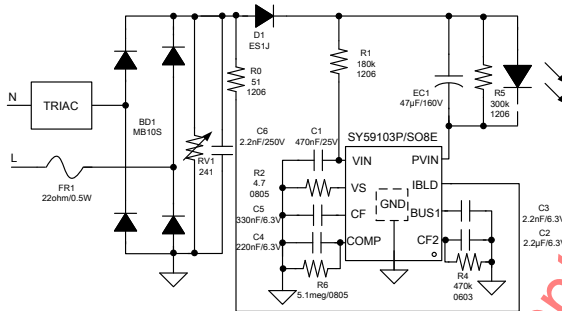 D1
ES1J
R0
51
1206
R1
180k
1206
EC1
47µF/160V
R5
300k
1206
N
TRIAC
BD1
MB10S
C6
2.2nF/250V
C1
470nF/25V
SY59103P/SO8E
L
FR1
22ohm/0.5W
RV1
241
R2
4.7
0805
C5
330nF/6.3V
C4
220nF/6.3V
R6
5.1meg/0805
VIN
PVIN
VS
IBLD
GND
CF
BUS1
COMP
CF2
C3
2.2nF/6.3V
C2
2.2µF/6.3V
R4
470k
0603